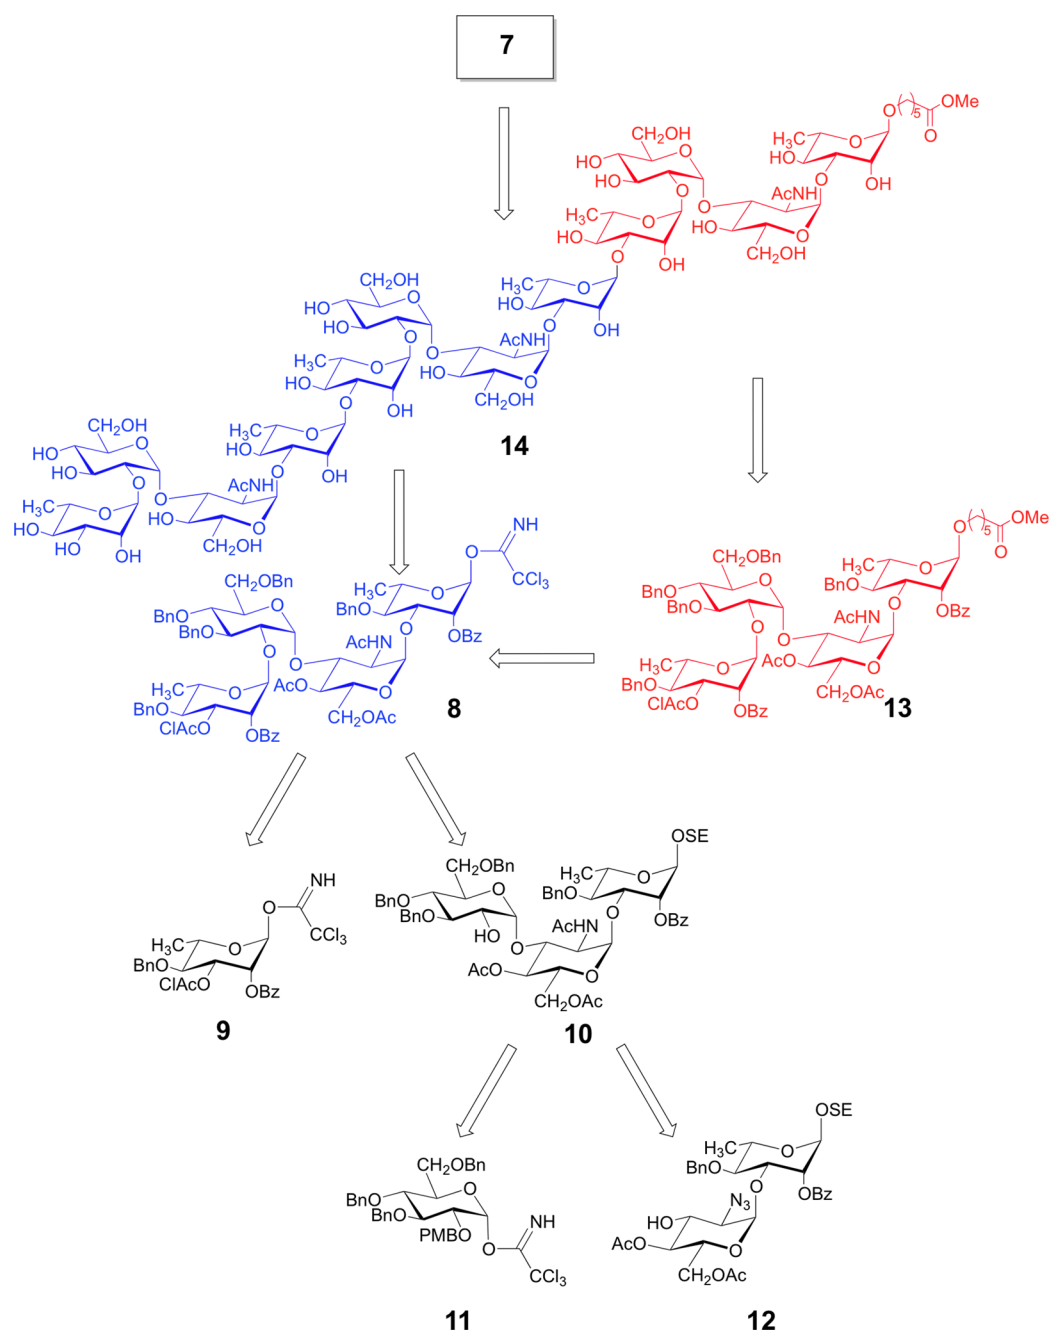 7
O
5
OMe
O
CH₂OH
H₃C
O
HO
HO
O
HO
O
AcNH
O
OH
O
H₃C
O
HO
HO
O
CH₂OH
O
OH
CH₂OH
H₃C
O
HO
HO
O
HO
O
AcNH
O
OH
H₃C
O
O
HO
HO
O
CH₂OH
O
OH
14
CH₂OH
H₃C
O
HO
HO
O
HO
O
AcNH
O
OH
H₃C
O
O
HO
HO
O
HO
OH
CH₂OH
NH
O
CCl₃
O
5
OMe
O
CH₂OBn
H₃C
O
BnO
BnO
O
BnO
O
OBz
AcHN
O
H₃C
O
O
AcO
O
BnO
CH₂OAc
ClAcO
OBz
8
CH₂OBn
H₃C
O
BnO
BnO
O
BnO
O
OBz
AcHN
O
H₃C
O
O
AcO
O
BnO
CH₂OAc
ClAcO
OBz
13
NH
O
CCl₃
H₃C
O
BnO
ClAcO
OBz
9
OSE
CH₂OBn
H₃C
O
BnO
O
BnO
BnO
HO
AcHN
O
OBz
O
AcO
O
CH₂OAc
10
CH₂OBn
O
BnO
BnO
PMBO
O
NH
CCl₃
11
OSE
H₃C
O
BnO
O
OBz
N₃
HO
AcO
O
CH₂OAc
12